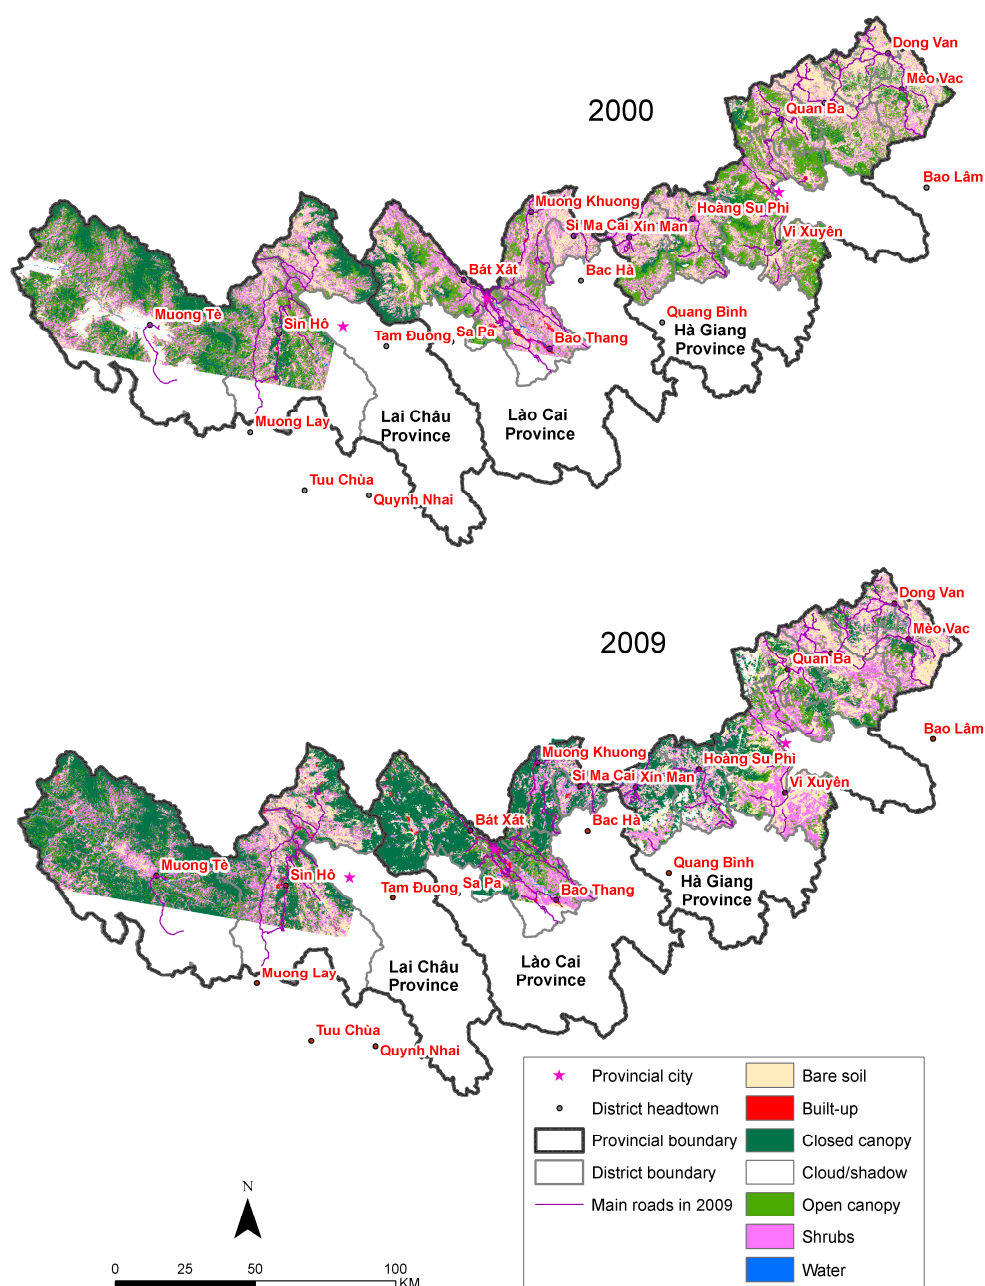 2000
Dong Van
Mèo Vac
Quan Ba
Bao Lâm
Muong Khuong
Hoàng Su Phì
Si Ma Cai
Xin Man
Vi Xuyên
Bát Xát
Bac Hà
Muong Tè
Sìn Hô
Quang Bình
Tam Đuong
Sa Pa
Bao Thang
Hà Giang
Province
Muong Lay
Lai Châu
Province
Lào Cai
Province
Tuu Chùa
Quynh Nhai
2009
Dong Van
Mèo Vac
Quan Ba
Bao Lâm
Muong Khuong
Hoàng Su Phì
Si Ma Cai
Xin Man
Vi Xuyên
Bát Xát
Bac Hà
Muong Tè
Sìn Hô
Quang Bình
Tam Đuong
Sa Pa
Bao Thang
Hà Giang
Province
Muong Lay
Lai Châu
Province
Lào Cai
Province
Tuu Chùa
Quynh Nhai
Provincial city
District headtown
Provincial boundary
District boundary
Main roads in 2009
Bare soil
Built-up
Closed canopy
Cloud/shadow
Open canopy
Shrubs
Water
N
0 25 50 100
KM